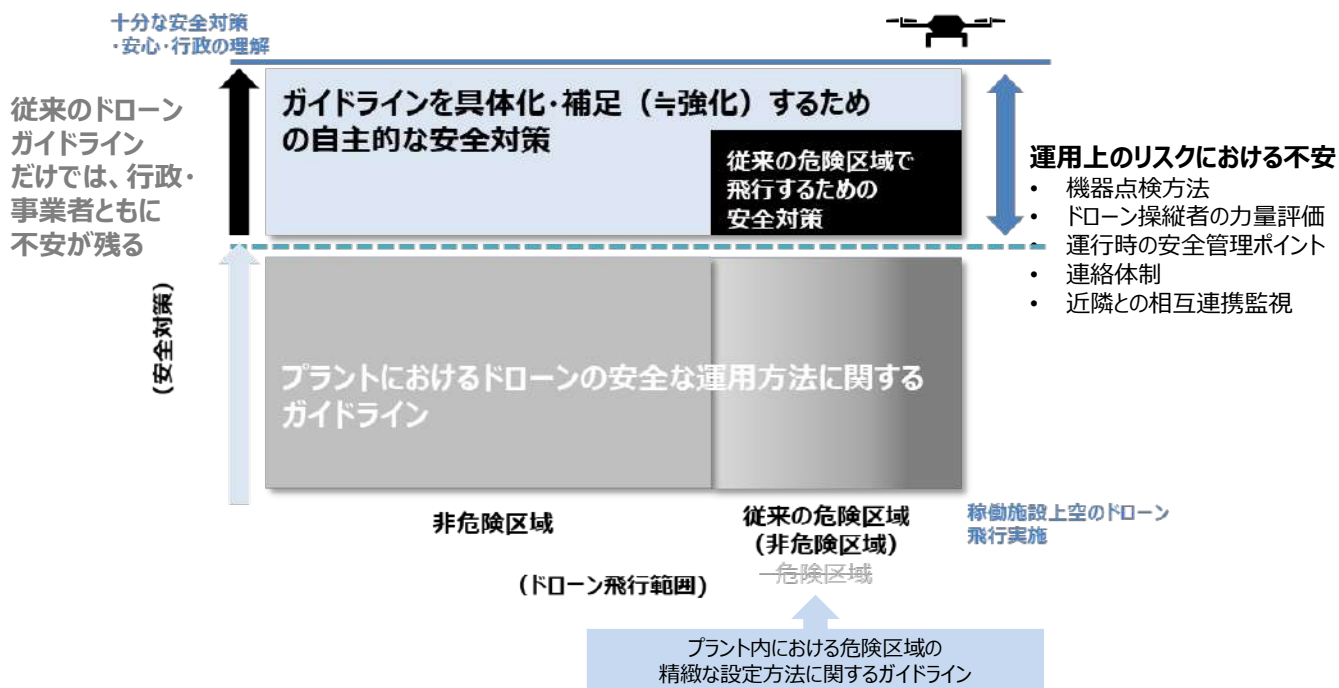 十分な安全対策
・安心・行政の理解
従来のドローン
ガイドライン
だけでは、行政・
事業者ともに
不安が残る
ガイドラインを具体化・補足（≒強化）するため
の自主的な安全対策
従来の危険区域で
飛行するための
安全対策
運用上のリスクにおける不安
• 機器点検方法
• ドローン操縦者の力量評価
• 運行時の安全管理ポイント
• 連絡体制
• 近隣との相互連携監視
(安全対策)
プラントにおけるドローンの安全な運用方法に関する
ガイドライン
非危険区域
従来の危険区域
(非危険区域)
危険区域
稼働施設上空のドローン
飛行実施
(ドローン飛行範囲)
プラント内における危険区域の
精緻な設定方法に関するガイドライン